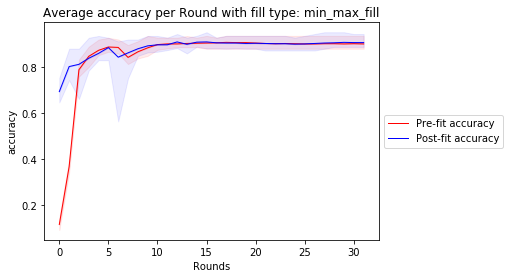 Average accuracy per Round with fill type: min_max_fill
accuracy
0.8
0.6
0.4
0.2
0 5 10 15 20 25 30
Rounds
Pre-fit accuracy
Post-fit accuracy